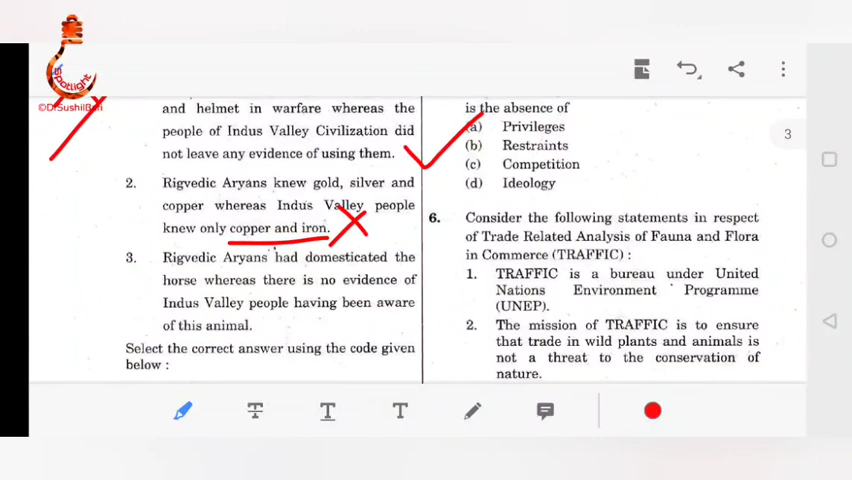 Spotlight
©Dr.SushilBari
and helmet in warfare whereas the
people of Indus Valley Civilization did
not leave any evidence of using them.
2. Rigvedic Aryans knew gold, silver and
copper whereas Indus Valley people
knew only copper and iron.
3. Rigvedic Aryans had domesticated the
horse whereas there is no evidence of
Indus Valley people having been aware
of this animal.
Select the correct answer using the code given
below :
is the absence of
(a) Privileges
(b) Restraints
(c) Competition
(d) Ideology
6. Consider the following statements in respect
of Trade Related Analysis of Fauna and Flora
in Commerce (TRAFFIC) :
1. TRAFFIC is a bureau under United
Nations Environment Programme
(UNEP).
2. The mission of TRAFFIC is to ensure
that trade in wild plants and animals is
not a threat to the conservation of
nature.
3
T
T
T